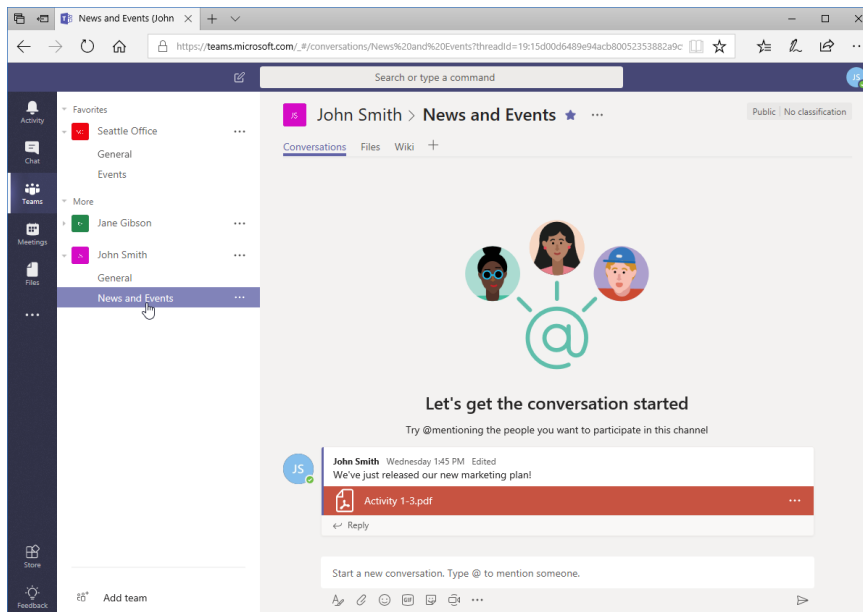 News and Events (John
https://teams.microsoft.com/_#/conversations/News%20and%20Events?threadId=19:15d00d6489e94acb80052353882a9c
Search or type a command
JS
Activity
Chat
Teams
Meetings
Files
Store
Feedback
Favorites
Seattle Office
General
Events
More
Jane Gibson
John Smith
General
News and Events
Add team
JS
John Smith > News and Events
Public
No classification
Conversations
Files
Wiki
Let's get the conversation started
Try @mentioning the people you want to participate in this channel
JS
John Smith Wednesday 1:45 PM Edited
We've just released our new marketing plan!
Activity 1-3.pdf
Reply
Start a new conversation. Type @ to mention someone.
GIF